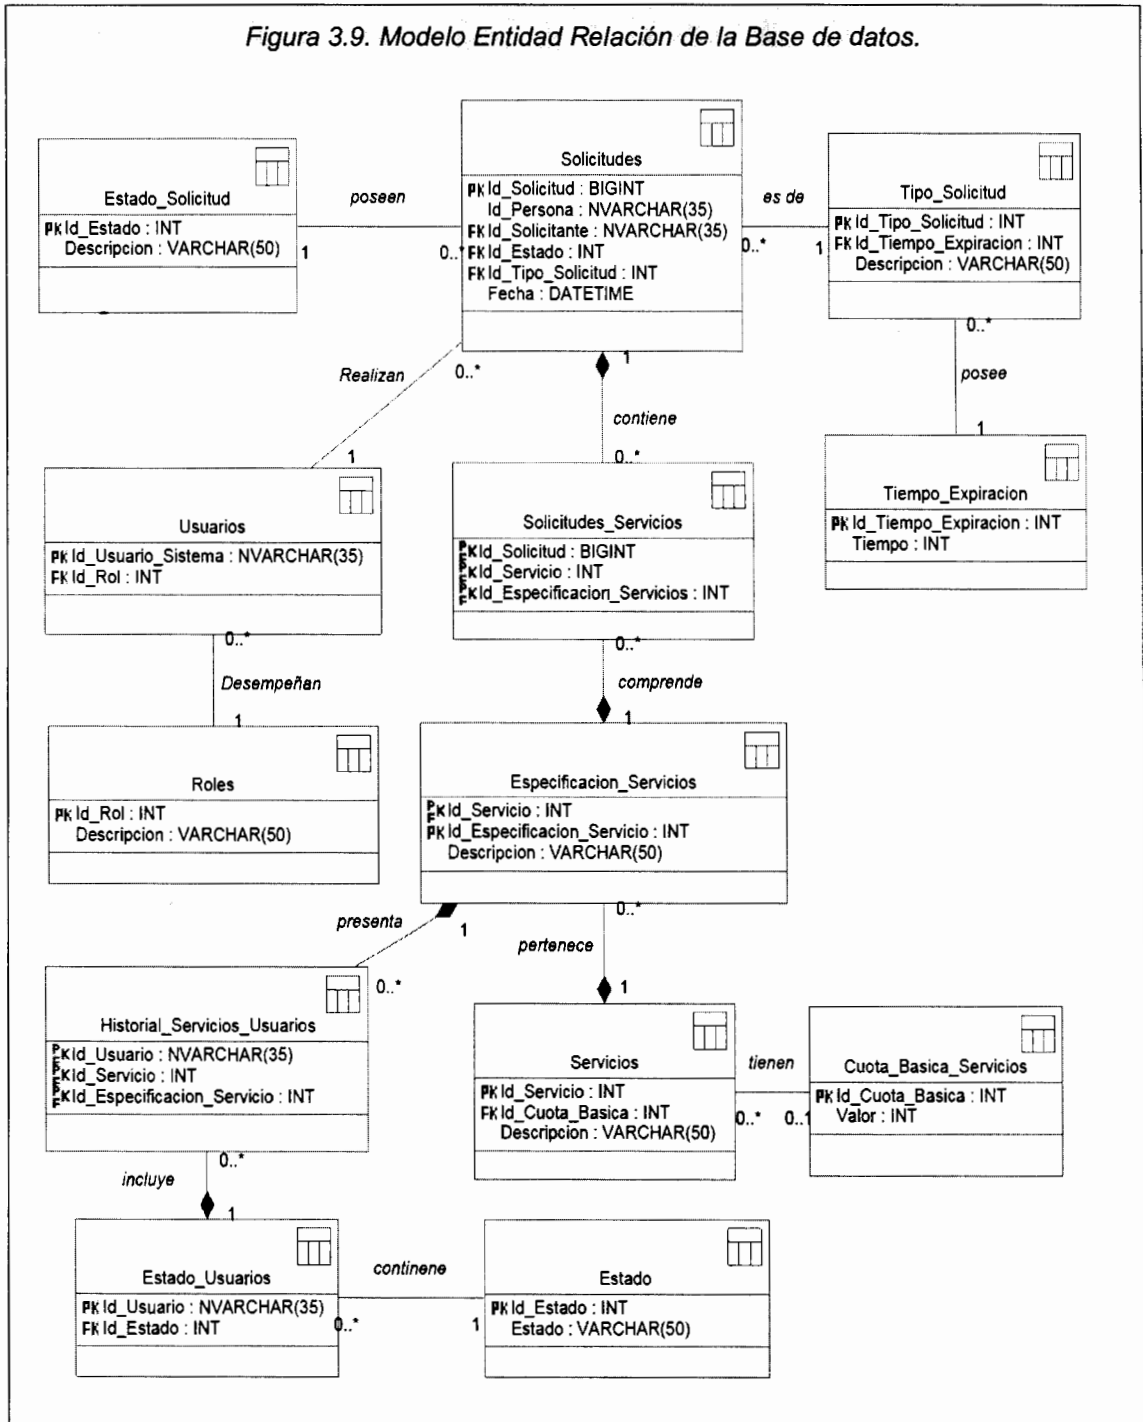 Figura 3.9. Modelo Entidad Relación de la Base de datos.
Estado_Solicitud
PK Id_Estado : INT
Descripcion : VARCHAR(50)
1
poseen
0..*
Solicitudes
PK Id_Solicitud : BIGINT
Id_Persona : NVARCHAR(35)
FK Id_Solicitante : NVARCHAR(35)
FK Id_Estado : INT
FK Id_Tipo_Solicitud : INT
Fecha : DATETIME
es de
0..*
1
Tipo_Solicitud
PK Id_Tipo_Solicitud : INT
FK Id_Tiempo_Expiracion : INT
Descripcion : VARCHAR(50)
0..*
posee
1
Realizan
0..*
1
1
contiene
0..*
Tiempo_Expiracion
PK Id_Tiempo_Expiracion : INT
Tiempo : INT
Usuarios
PK Id_Usuario_Sistema : NVARCHAR(35)
FK Id_Rol : INT
0..*
Desempeñan
1
Solicitudes_Servicios
PFK Id_Solicitud : BIGINT
PFK Id_Servicio : INT
PFK Id_Especificacion_Servicios : INT
0..*
comprende
1
Roles
PK Id_Rol : INT
Descripcion : VARCHAR(50)
Especificacion_Servicios
PFK Id_Servicio : INT
PK Id_Especificacion_Servicio : INT
Descripcion : VARCHAR(50)
presenta
1
0..*
0..*
pertenece
1
Historial_Servicios_Usuarios
PFK Id_Usuario : NVARCHAR(35)
PFK Id_Servicio : INT
PFK Id_Especificacion_Servicio : INT
0..*
incluye
1
Servicios
PK Id_Servicio : INT
FK Id_Cuota_Basica : INT
Descripcion : VARCHAR(50)
tienen
0..*
0..1
Cuota_Basica_Servicios
PK Id_Cuota_Basica : INT
Valor : INT
Estado_Usuarios
PK Id_Usuario : NVARCHAR(35)
FK Id_Estado : INT
continene
0..*
1
Estado
PK Id_Estado : INT
Estado : VARCHAR(50)